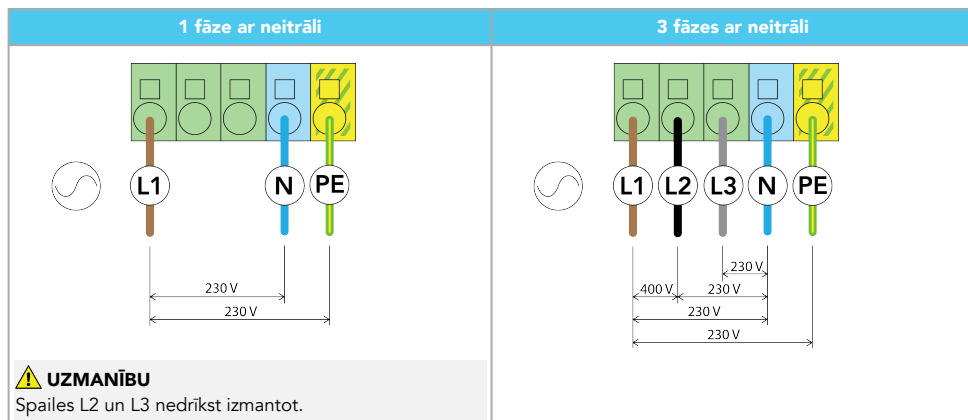 1 fāze ar neitrāli
L1 N PE
230 V
230 V
UZMANĪBU
Spailes L2 un L3 nedrīkst izmantot.
3 fāzes ar neitrāli
L1 L2 L3 N PE
230 V
400 V 230 V
230 V
230 V